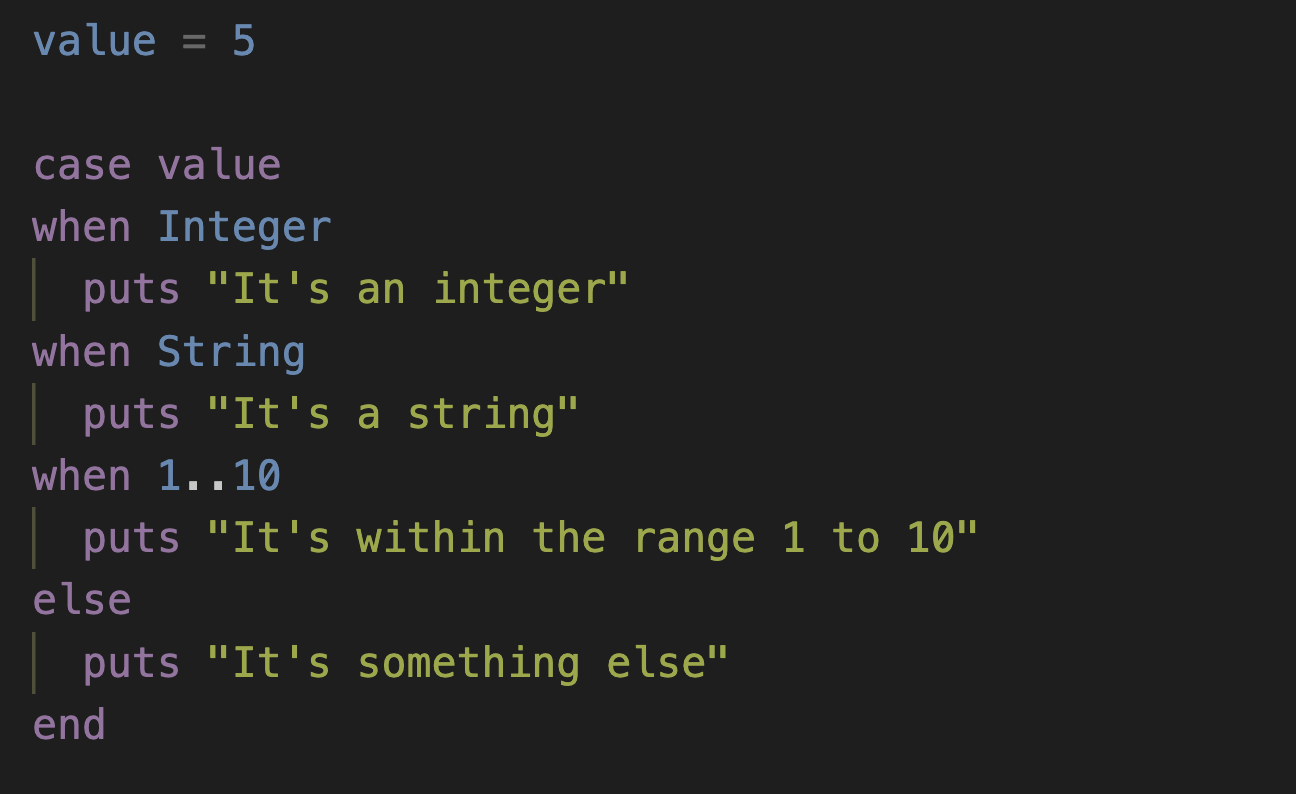 value = 5
case value
when Integer
  puts "It's an integer"
when String
  puts "It's a string"
when 1..10
  puts "It's within the range 1 to 10"
else
  puts "It's something else"
end